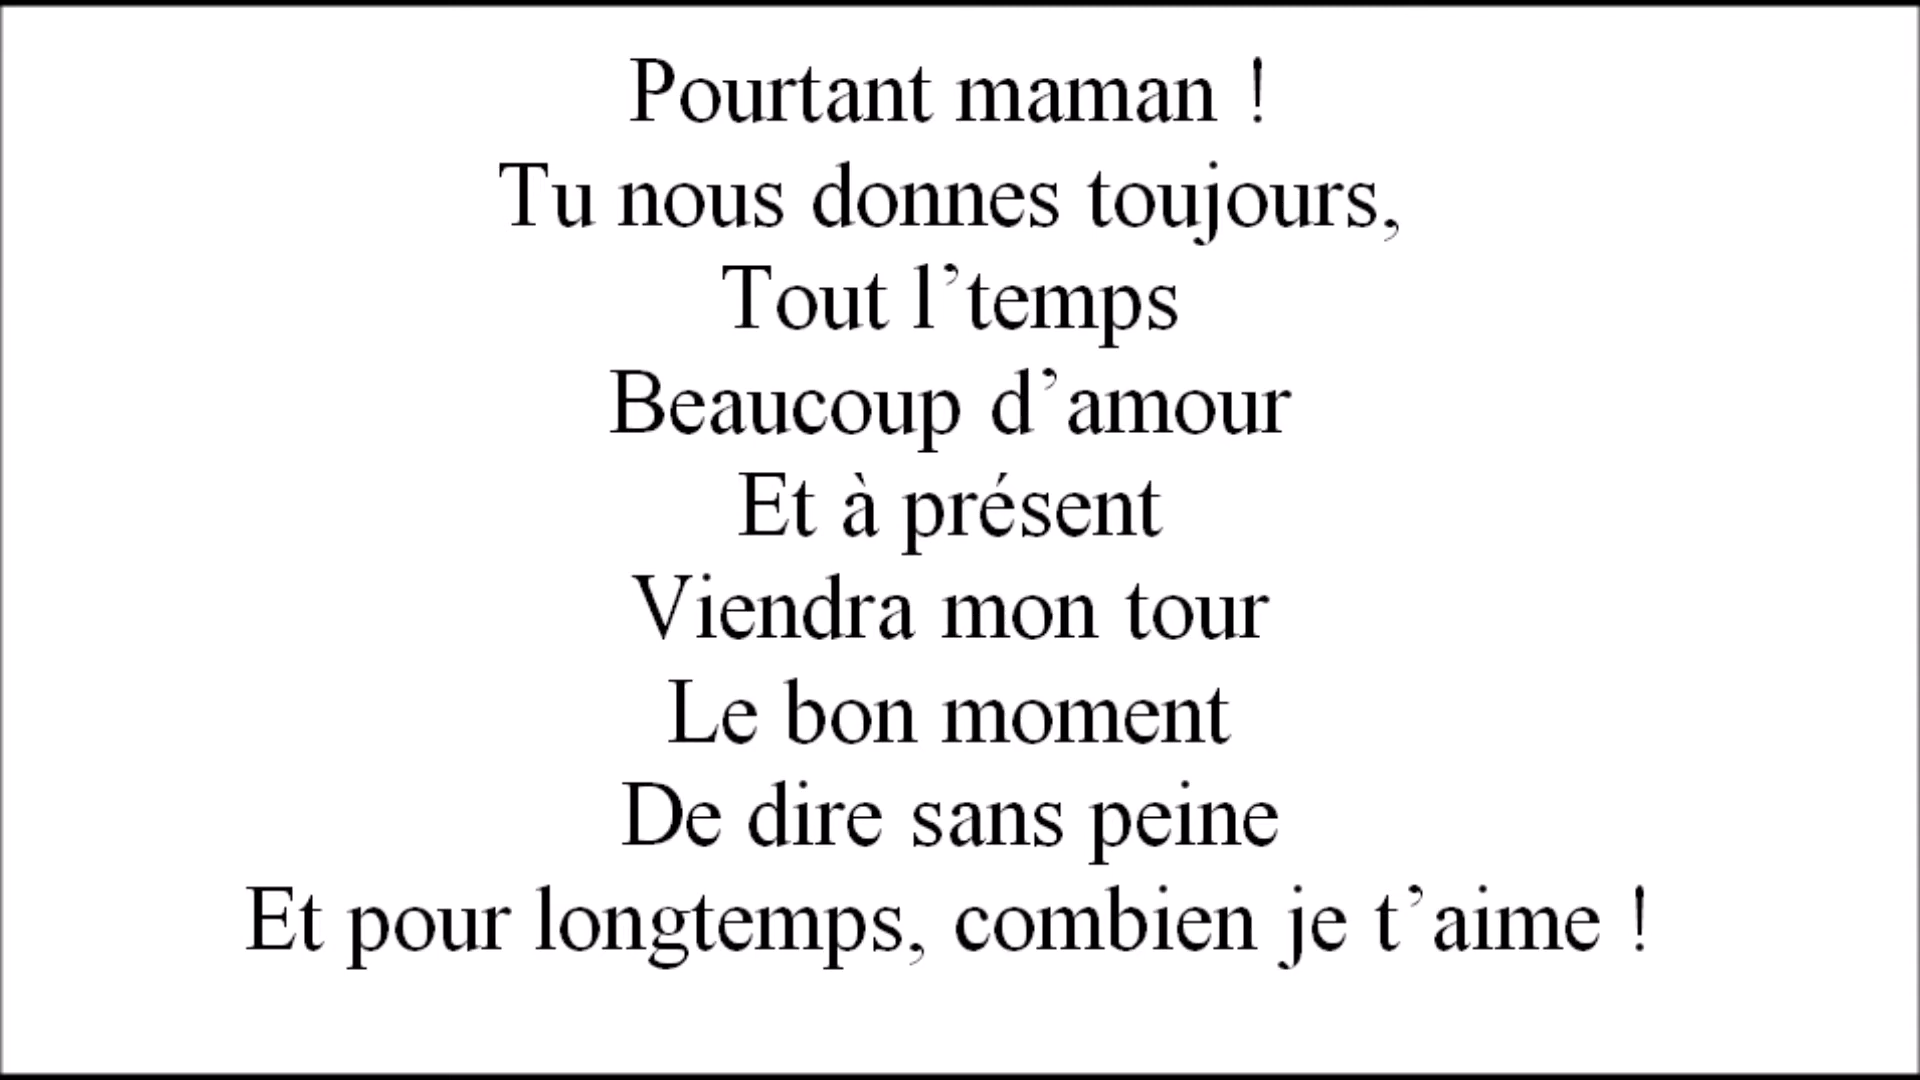 Pourtant maman !
Tu nous donnes toujours,
Tout l’temps
Beaucoup d’amour
Et à présent
Viendra mon tour
Le bon moment
De dire sans peine
Et pour longtemps, combien je t’aime !